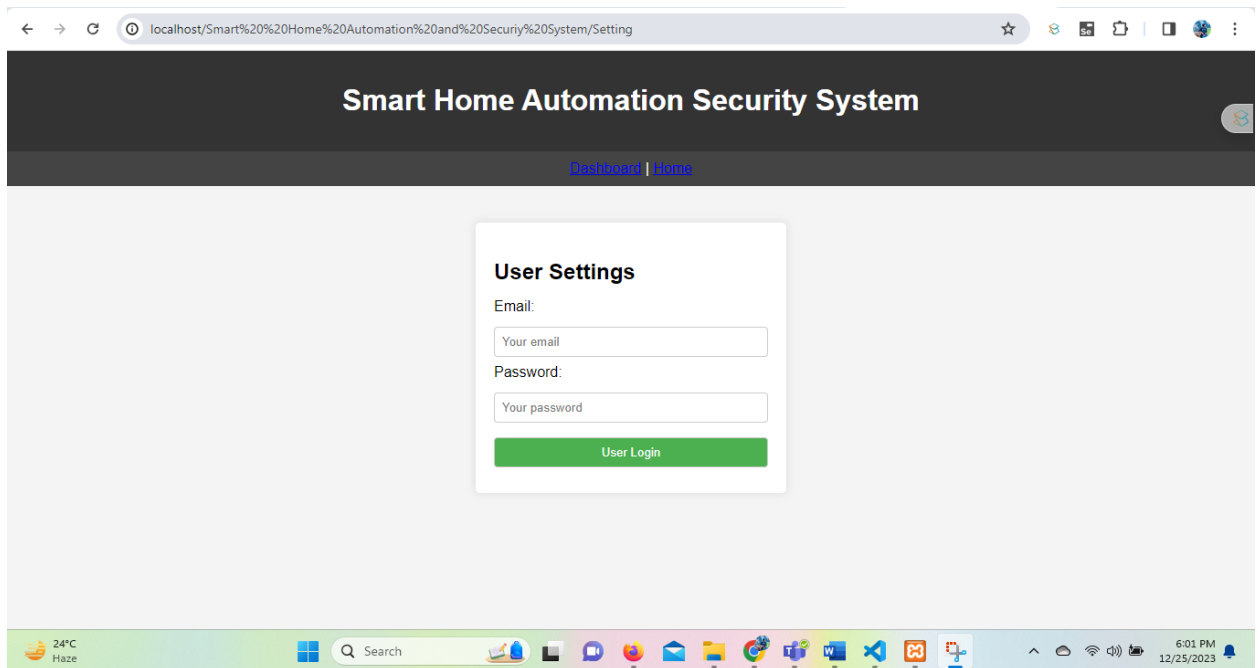 localhost/Smart%20%20Home%20Automation%20and%20Securiy%20System/Setting
Se
Smart Home Automation Security System
Dashboard | Home
User Settings
Email:
Your email
Password:
Your password
User Login
24°C
Haze
Search
6:01 PM
12/25/2023